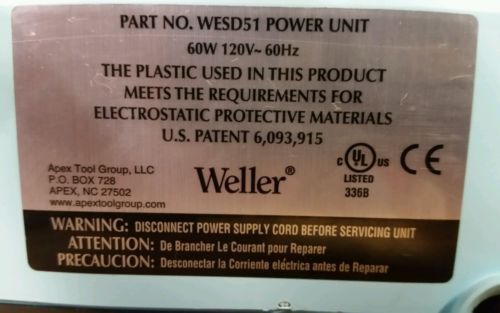 PART NO. WESD51 POWER UNIT
60W 120V~ 60Hz
THE PLASTIC USED IN THIS PRODUCT
MEETS THE REQUIREMENTS FOR
ELECTROSTATIC PROTECTIVE MATERIALS
U.S. PATENT 6,093,915
Apex Tool Group, LLC
P.O. BOX 728
APEX, NC 27502
www.apextoolgroup.com
Weller®
C UL US CE
LISTED
336B
WARNING: DISCONNECT POWER SUPPLY CORD BEFORE SERVICING UNIT
ATTENTION: De Brancher Le Courant pour Reparer
PRECAUCION: Desconectar la Corriente eléctrica antes de Reparar